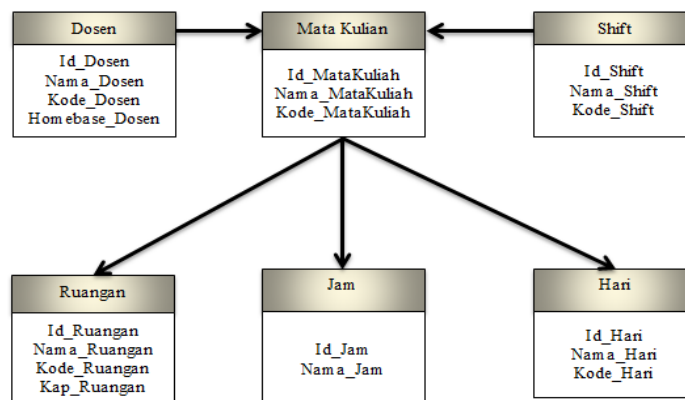 Dosen
Id_Dosen
Nama_Dosen
Kode_Dosen
Homebase_Dosen
Mata Kulian
Id_MataKuliah
Nama_MataKuliah
Kode_MataKuliah
Shift
Id_Shift
Nama_Shift
Kode_Shift
Ruangan
Id_Ruangan
Nama_Ruangan
Kode_Ruangan
Kap_Ruangan
Jam
Id_Jam
Nama_Jam
Hari
Id_Hari
Nama_Hari
Kode_Hari